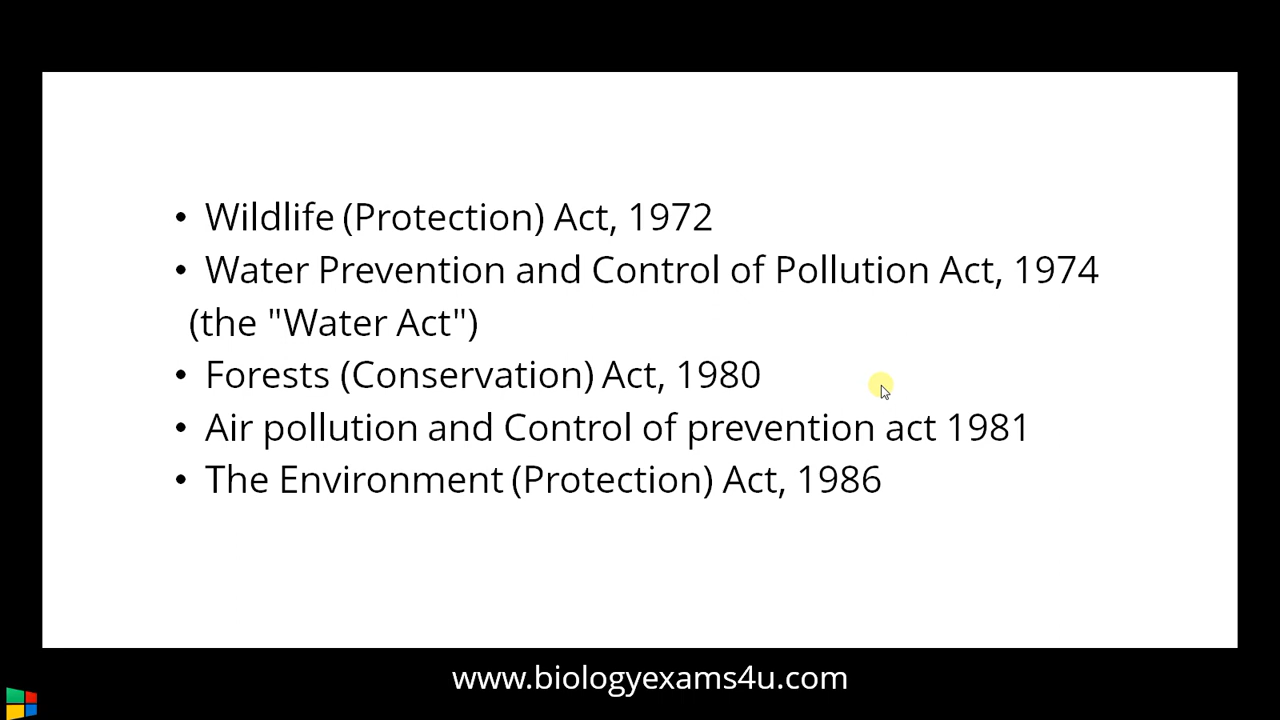 • Wildlife (Protection) Act, 1972
• Water Prevention and Control of Pollution Act, 1974
(the "Water Act")
• Forests (Conservation) Act, 1980
• Air pollution and Control of prevention act 1981
• The Environment (Protection) Act, 1986
www.biologyexams4u.com